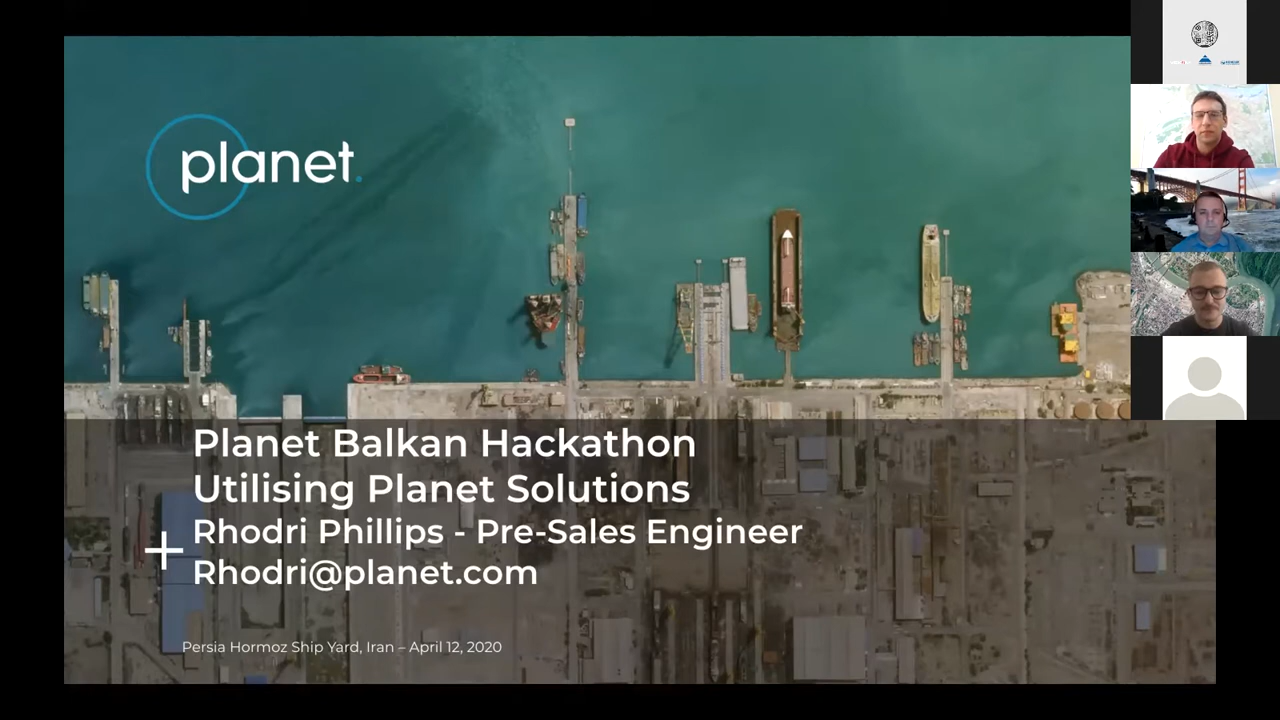 planet.
Planet Balkan Hackathon
Utilising Planet Solutions
Rhodri Phillips - Pre-Sales Engineer
Rhodri@planet.com
Persia Hormoz Ship Yard, Iran – April 12, 2020